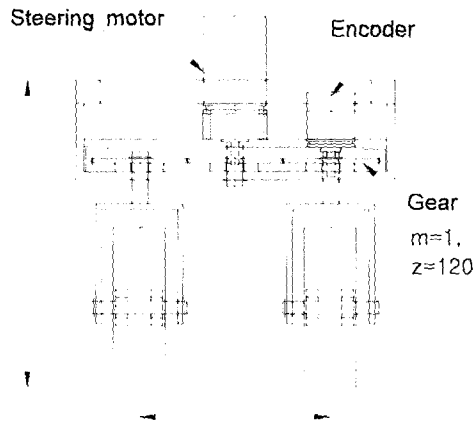 Steering motor
Encoder
Gear
m=1,
z=120